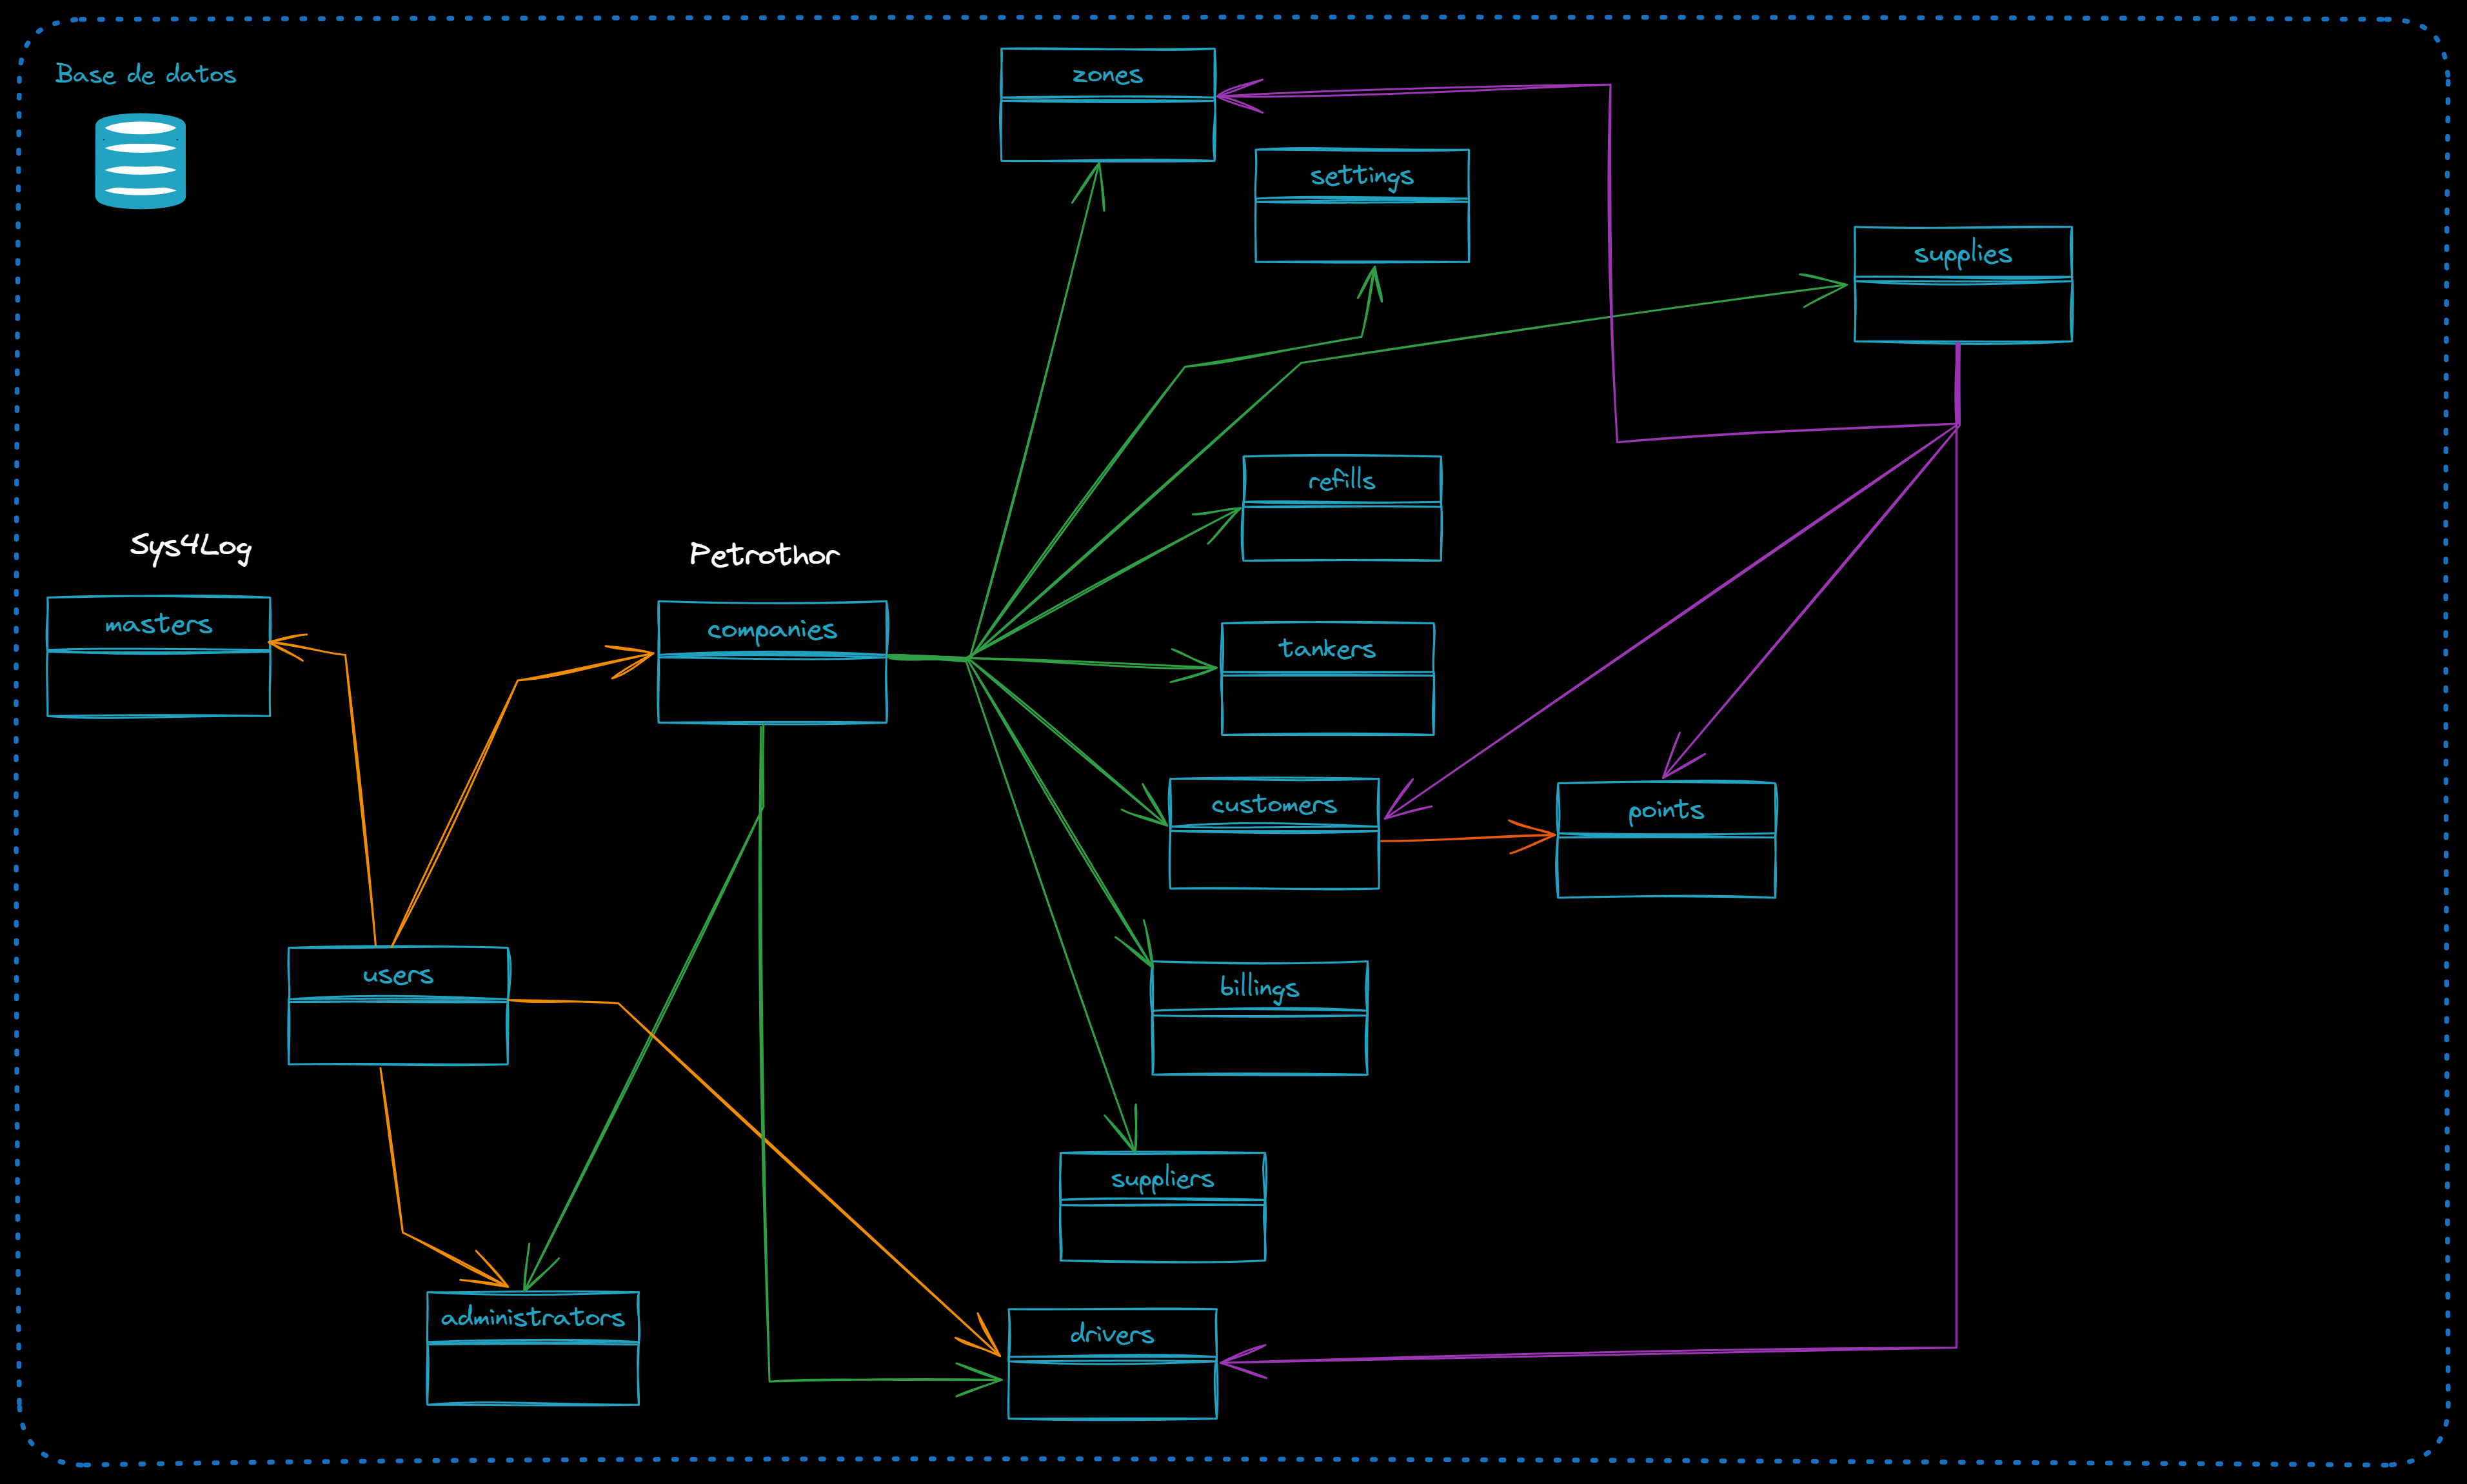 Base de datos
zones
settings
supplies
refills
Sys4Log
Petrothor
masters
companies
tankers
customers
points
users
billings
suppliers
administrators
drivers